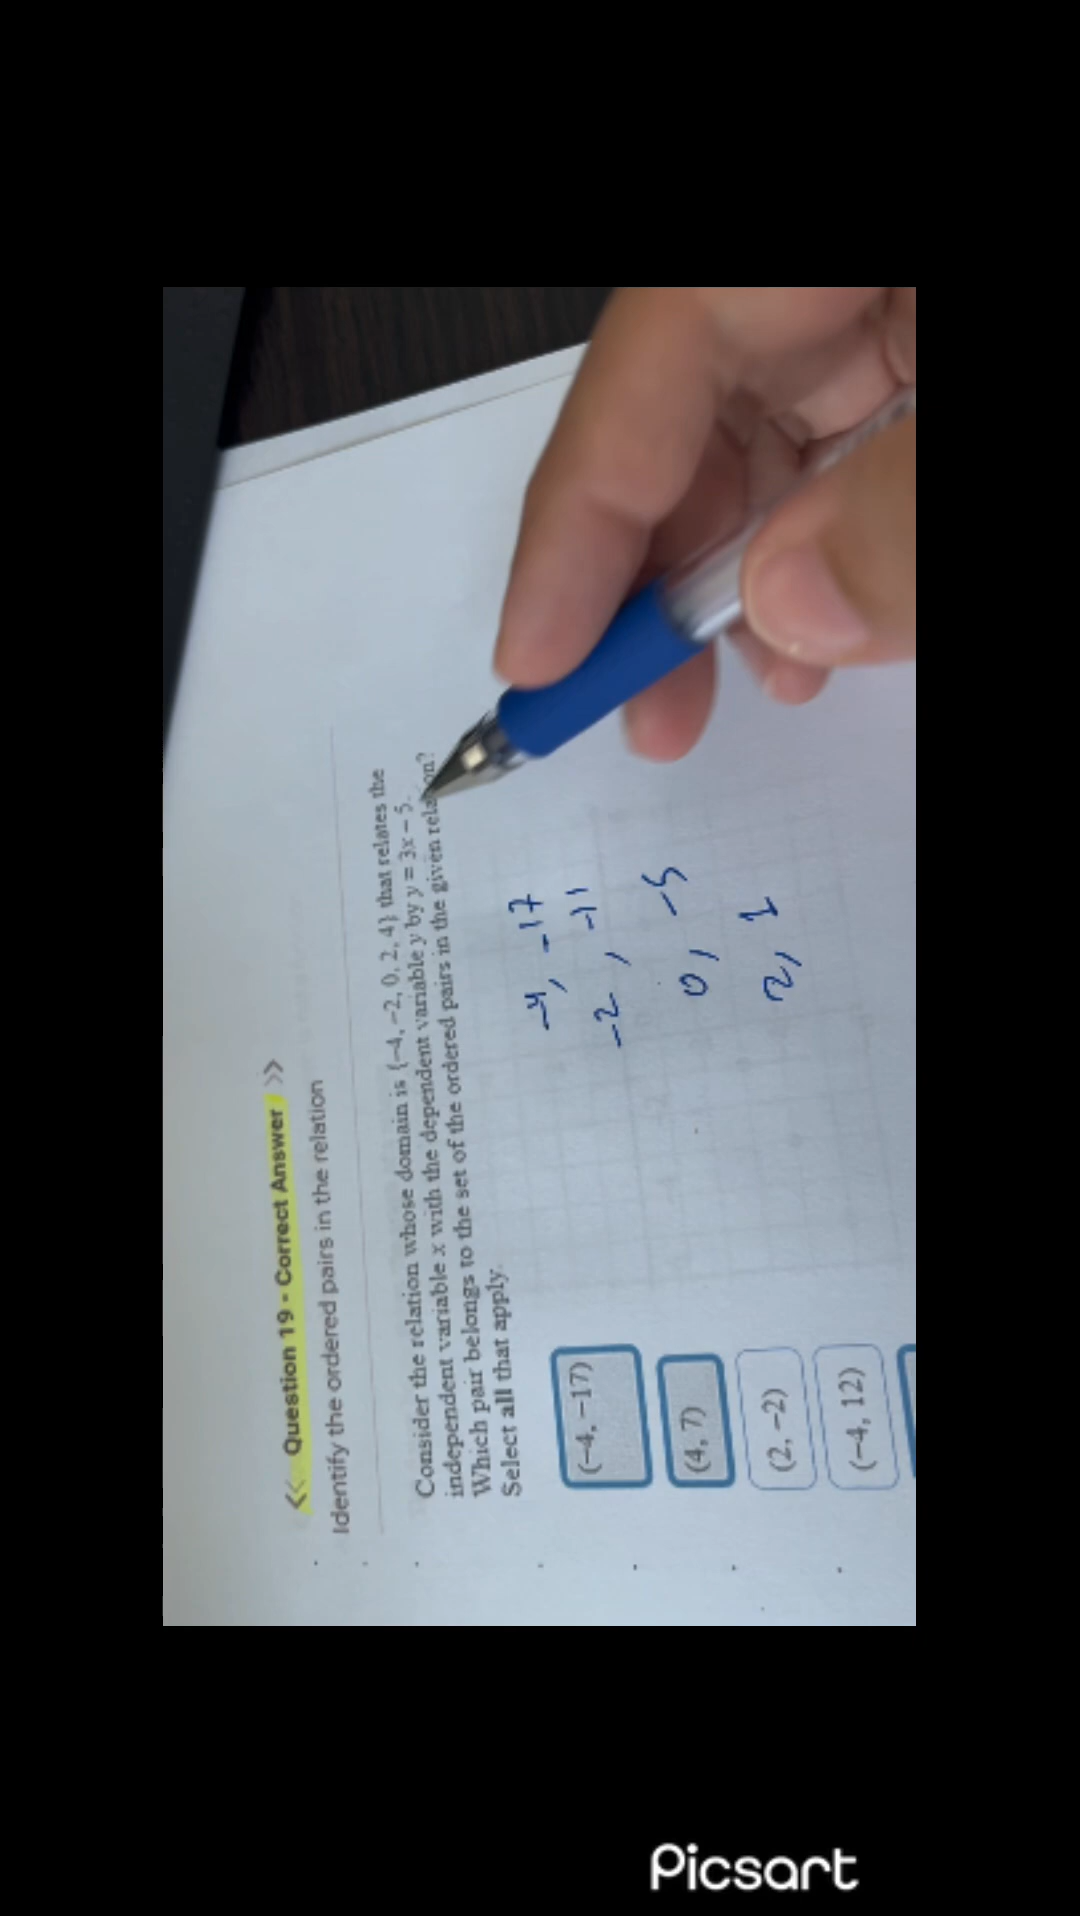 << Question 19 - Correct Answer >>
Identify the ordered pairs in the relation
Consider the relation whose domain is {−4, −2, 0, 2, 4} that relates the
independent variable x with the dependent variable y by y = 3x − 5.
Which pair belongs to the set of the ordered pairs in the given relation?
Select all that apply.
-4, -17
-2, -11
0, -5
2, 1
(−4, −17)
(4, 7)
(2, −2)
(−4, 12)
Picsart